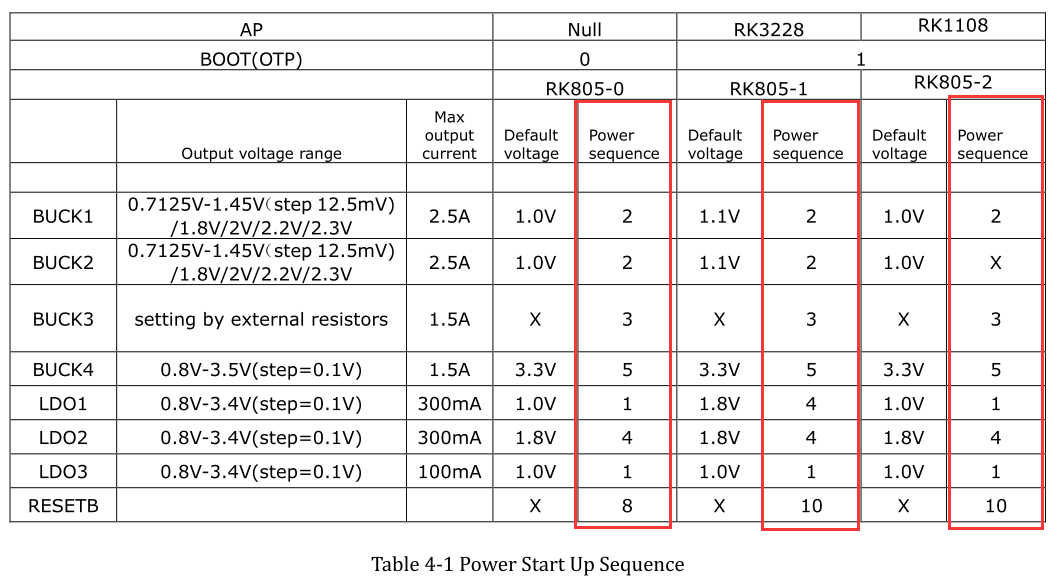 AP Null RK3228 RK1108
BOOT(OTP) 0 1
RK805-0 RK805-1 RK805-2
Output voltage range Max output current Default voltage Power sequence Default voltage Power sequence Default voltage Power sequence
BUCK1 0.7125V-1.45V(step 12.5mV) /1.8V/2V/2.2V/2.3V 2.5A 1.0V 2 1.1V 2 1.0V 2
BUCK2 0.7125V-1.45V(step 12.5mV) /1.8V/2V/2.2V/2.3V 2.5A 1.0V 2 1.1V 2 1.0V X
BUCK3 setting by external resistors 1.5A X 3 X 3 X 3
BUCK4 0.8V-3.5V(step=0.1V) 1.5A 3.3V 5 3.3V 5 3.3V 5
LDO1 0.8V-3.4V(step=0.1V) 300mA 1.0V 1 1.8V 4 1.0V 1
LDO2 0.8V-3.4V(step=0.1V) 300mA 1.8V 4 1.8V 4 1.8V 4
LDO3 0.8V-3.4V(step=0.1V) 100mA 1.0V 1 1.0V 1 1.0V 1
RESETB X 8 X 10 X 10
Table 4-1 Power Start Up Sequence